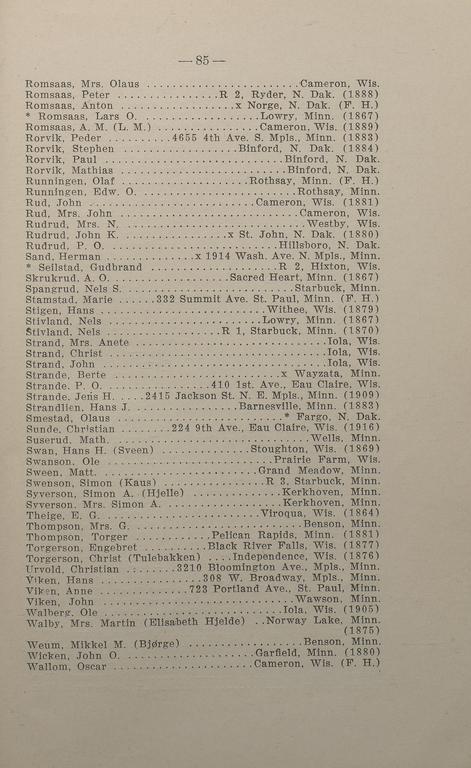 — 85 —
Romsaas, Mrs. Olaus ........................Cameron, Wis.
Romsaas, Peter ................R 2, Ryder, N. Dak. (1888)
Romsaas, Anton ..................x Norge, N. Dak. (F. H.)
* Romsaas, Lars O. ..................Lowry, Minn. (1867)
Romsaas, A. M. (L. M.) .................Cameron, Wis. (1889)
Rorvik, Peder ..........4655 4th Ave. S. Mpls., Minn. (1883)
Rorvik, Stephen ..................Binford, N. Dak. (1884)
Rorvik, Paul .............................Binford, N. Dak.
Rorvik, Mathias ..........................Binford, N. Dak.
Runningen, Olaf ....................Rothsay, Minn. (F. H.)
Runningen, Edw. O. .........................Rothsay, Minn.
Rud, John ..........................Cameron, Wis. (1881)
Rud, Mrs. John .............................Cameron, Wis.
Rudrud, Mrs. N. ..............................Westby, Wis.
Rudrud, John K. .................x St. John, N. Dak. (1880)
Rudrud, P. O. ............................Hillsboro, N. Dak.
Sand, Herman ..............x 1914 Wash. Ave. N. Mpls., Minn.
* Seilstad, Gudbrand ....................R 2, Hixton, Wis.
Skrukrud, A. O. ...................Sacred Heart, Minn. (1867)
Spangrud, Nels S. ...........................Starbuck, Minn.
Stamstad, Marie ......332 Summit Ave. St. Paul, Minn. (F. H.)
Stigen, Hans ...........................Withee, Wis. (1879)
Stivland, Nels ..........................Lowry, Minn. (1867)
Stivland, Nels ..................R 1, Starbuck, Minn. (1870)
Strand, Mrs. Anete ...............................Iola, Wis.
Strand, Christ ...................................Iola, Wis.
Strand, John .....................................Iola, Wis.
Strande, Berte ............................x Wayzata, Minn.
Strande. P. O. .................410 1st. Ave., Eau Claire, Wis.
Strande. Jens H. .....2415 Jackson St. N. E. Mpls., Minn. (1909)
Strandlien, Hans J. .................Barnesville, Minn. (1883)
Smestad, Olaus ............................* Fargo, N. Dak.
Sunde, Christian .........224 9th Ave., Eau Claire, Wis. (1916)
Suserud, Math. ................................Wells, Minn.
Swan, Hans H. (Sveen) ..............Stoughton, Wis. (1869)
Swanson. Ole ..........................Prairie Farm, Wis.
Sween, Matt. ..........................Grand Meadow, Minn.
Swenson, Simon (Kaus) .................R 3, Starbuck, Minn.
Syverson, Simon A. (Hjelle) ..............Kerkhoven, Minn.
Syverson. Mrs. Simon A. ...................Kerkhoven, Minn.
Theige, E. G. ..........................Viroqua, Wis. (1864)
Thompson, Mrs. G. ...........................Benson, Minn.
Thompson, Torger ............Pelican Rapids, Minn. (1881)
Torgerson, Engebret ..........Black River Falls, Wis. (1877)
Torgerson, Christ (Tulebakken) ....Independence, Wis. (1876)
Urvold, Christian ........3210 Bloomington Ave., Mpls., Minn.
Viken, Hans .................308 W. Broadway, Mpls., Minn.
Viken, Anne ..............723 Portland Ave., St. Paul, Minn.
Viken, John ................................Wawson, Minn.
Walberg. Ole .............................Iola, Wis. (1905)
Walby, Mrs. Martin (Elisabeth Hjelde) ..Norway Lake, Minn.
(1875)
Weum, Mikkel M. (Bjørge) ...................Benson, Minn.
Wicken, John O. .....................Garfield, Minn. (1880)
Wallom, Oscar ......................Cameron, Wis. (F. H.)